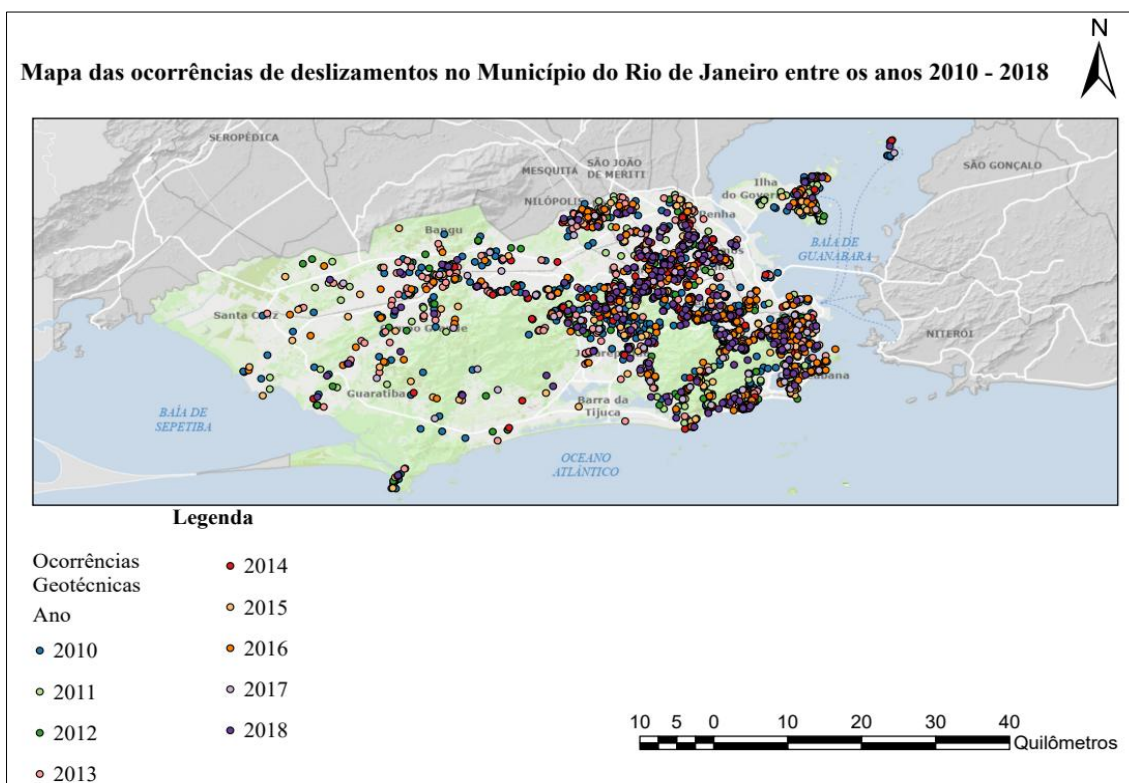 N
Mapa das ocorrências de deslizamentos no Município do Rio de Janeiro entre os anos 2010 - 2018
SEROPÉDICA
MESQUITA
SÃO JOÃO
DE MERITI
SÃO GONÇALO
NILÓPOLIS
Ilha
do Gover
Penha
Bangu
BAÍA DE
GUANABARA
Santa Cruz
NITERÓI
Guaratiba
Barra da
Tijuca
BAÍA DE
SEPETIBA
OCEANO
ATLÂNTICO
Legenda
Ocorrências
Geotécnicas
Ano
2010
2011
2012
2013
2014
2015
2016
2017
2018
10 5 0 10 20 30 40
Quilômetros